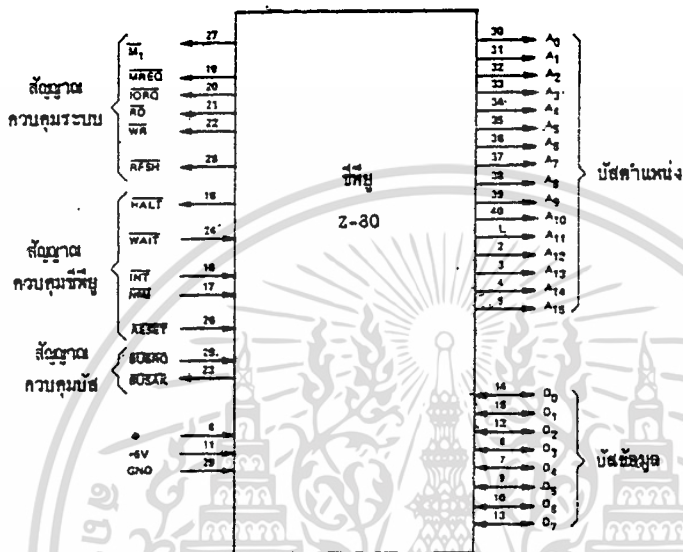 สัญญาณ
ควบคุมระบบ
27 M1
19 MREQ
20 IORQ
21 RD
22 WR
28 RFSH
สัญญาณ
ควบคุมซีพียู
18 HALT
24 WAIT
16 INT
17 NMI
26 RESET
สัญญาณ
ควบคุมบัส
25 BUSRQ
23 BUSAK
6 Φ
11 +5V
29 GND
ซีพียู
Z-80
30 A0
31 A1
32 A2
33 A3
34 A4
35 A5
36 A6
37 A7
38 A8
39 A9
40 A10
1 A11
2 A12
3 A13
4 A14
5 A15
บัสตำแหน่ง
14 D0
15 D1
12 D2
8 D3
7 D4
9 D5
10 D6
13 D7
บัสข้อมูล